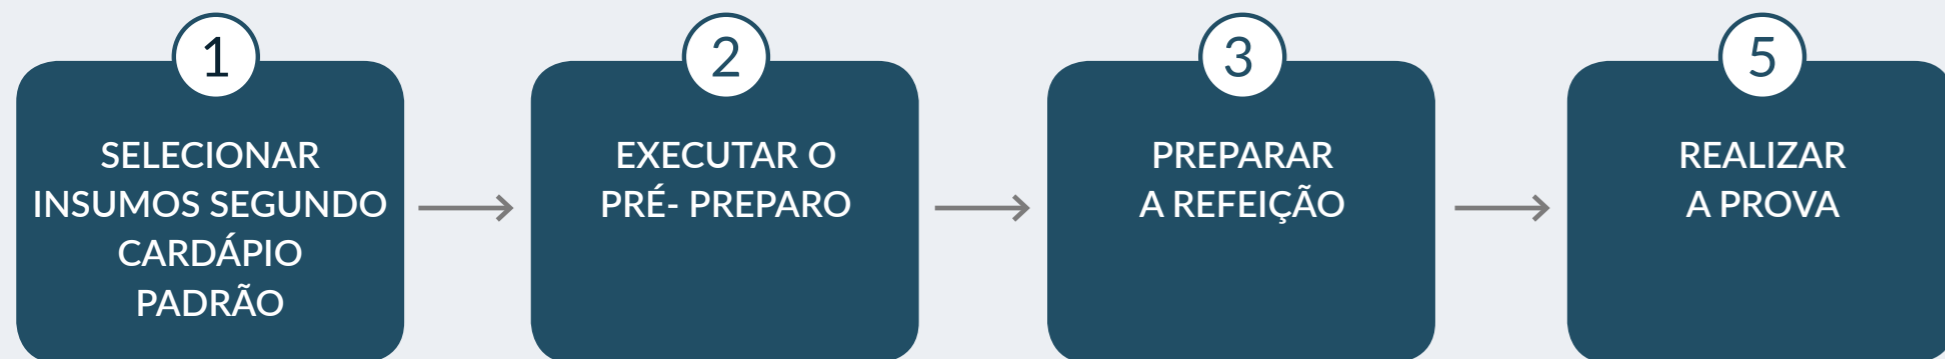 1
SELECIONAR
INSUMOS SEGUNDO
CARDÁPIO
PADRÃO
2
EXECUTAR O
PRÉ- PREPARO
3
PREPARAR
A REFEIÇÃO
5
REALIZAR
A PROVA